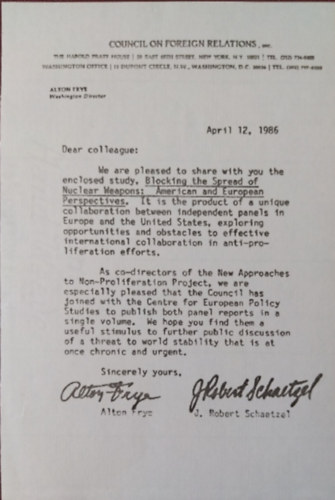 COUNCIL ON FOREIGN RELATIONS, INC.
THE HAROLD PRATT HOUSE | 58 EAST 68TH STREET, NEW YORK, N.Y. 10021 | TEL. (212)
WASHINGTON OFFICE | 11 DUPONT CIRCLE, N.W., WASHINGTON, D.C. 20036 | TEL. (202)
ALTON FRYE
Washington Director
April 12, 1986
Dear colleague:
We are pleased to share with you the
enclosed study, Blocking the Spread of
Nuclear Weapons: American and European
Perspectives. It is the product of a unique
collaboration between independent panels in
Europe and the United States, exploring
opportunities and obstacles to effective
international collaboration in anti-pro-
liferation efforts.
As co-directors of the New Approaches
to Non-Proliferation Project, we are
especially pleased that the Council has
joined with the Centre for European Policy
Studies to publish both panel reports in a
single volume. We hope you find them a
useful stimulus to further public discussion
of a threat to world stability that is at
once chronic and urgent.
Sincerely yours,
Alton Frye J. Robert Schaetzel
Alton Frye J. Robert Schaetzel